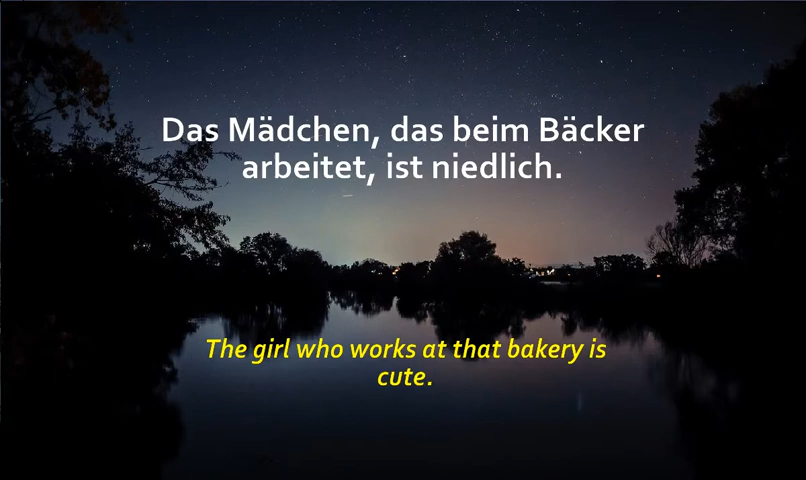 Das Mädchen, das beim Bäcker
arbeitet, ist niedlich.
The girl who works at that bakery is
cute.